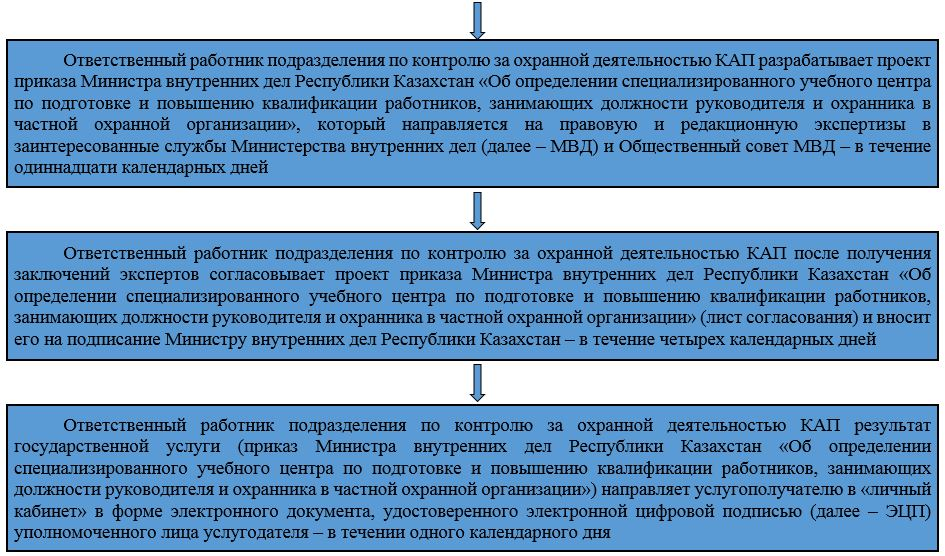 Ответственный работник подразделения по контролю за охранной деятельностью КАП разрабатывает проект
приказа Министра внутренних дел Республики Казахстан «Об определении специализированного учебного центра
по подготовке и повышению квалификации работников, занимающих должности руководителя и охранника в
частной охранной организации», который направляется на правовую и редакционную экспертизы в
заинтересованные службы Министерства внутренних дел (далее – МВД) и Общественный совет МВД – в течение
одиннадцати календарных дней
Ответственный работник подразделения по контролю за охранной деятельностью КАП после получения
заключений экспертов согласовывает проект приказа Министра внутренних дел Республики Казахстан «Об
определении специализированного учебного центра по подготовке и повышению квалификации работников,
занимающих должности руководителя и охранника в частной охранной организации» (лист согласования) и вносит
его на подписание Министру внутренних дел Республики Казахстан – в течение четырех календарных дней
Ответственный работник подразделения по контролю за охранной деятельностью КАП результат
государственной услуги (приказ Министра внутренних дел Республики Казахстан «Об определении
специализированного учебного центра по подготовке и повышению квалификации работников, занимающих
должности руководителя и охранника в частной охранной организации») направляет услугополучателю в «личный
кабинет» в форме электронного документа, удостоверенного электронной цифровой подписью (далее – ЭЦП)
уполномоченного лица услугодателя – в течении одного календарного дня